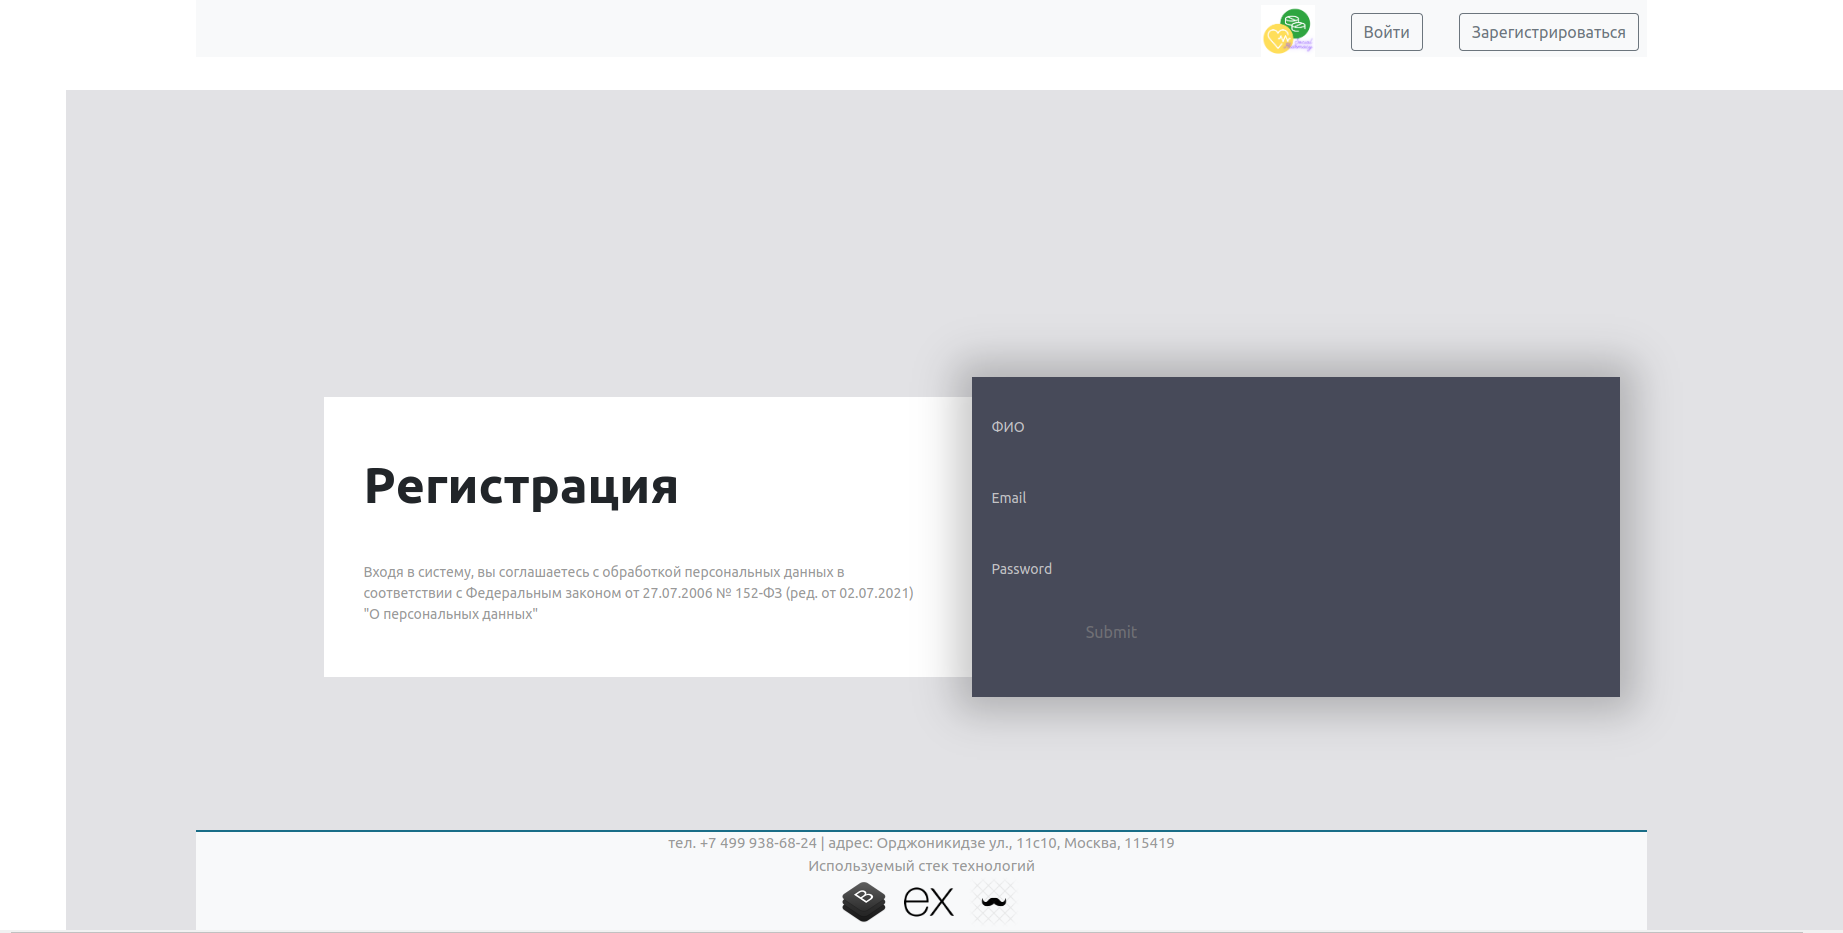 Войти
Зарегистрироваться
Регистрация
Входя в систему, вы соглашаетесь с обработкой персональных данных в
соответствии с Федеральным законом от 27.07.2006 № 152-ФЗ (ред. от 02.07.2021)
"О персональных данных"
ФИО
Email
Password
Submit
тел. +7 499 938-68-24 | адрес: Орджоникидзе ул., 11с10, Москва, 115419
Используемый стек технологий
B
ex